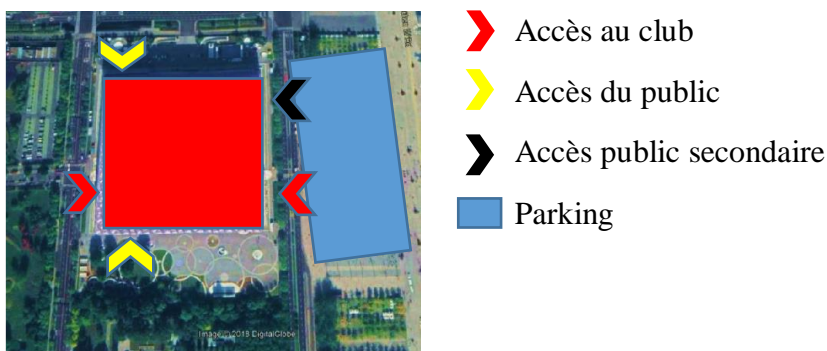 Accès au club
Accès du public
Accès public secondaire
Parking
Image © 2018 DigitalGlobe